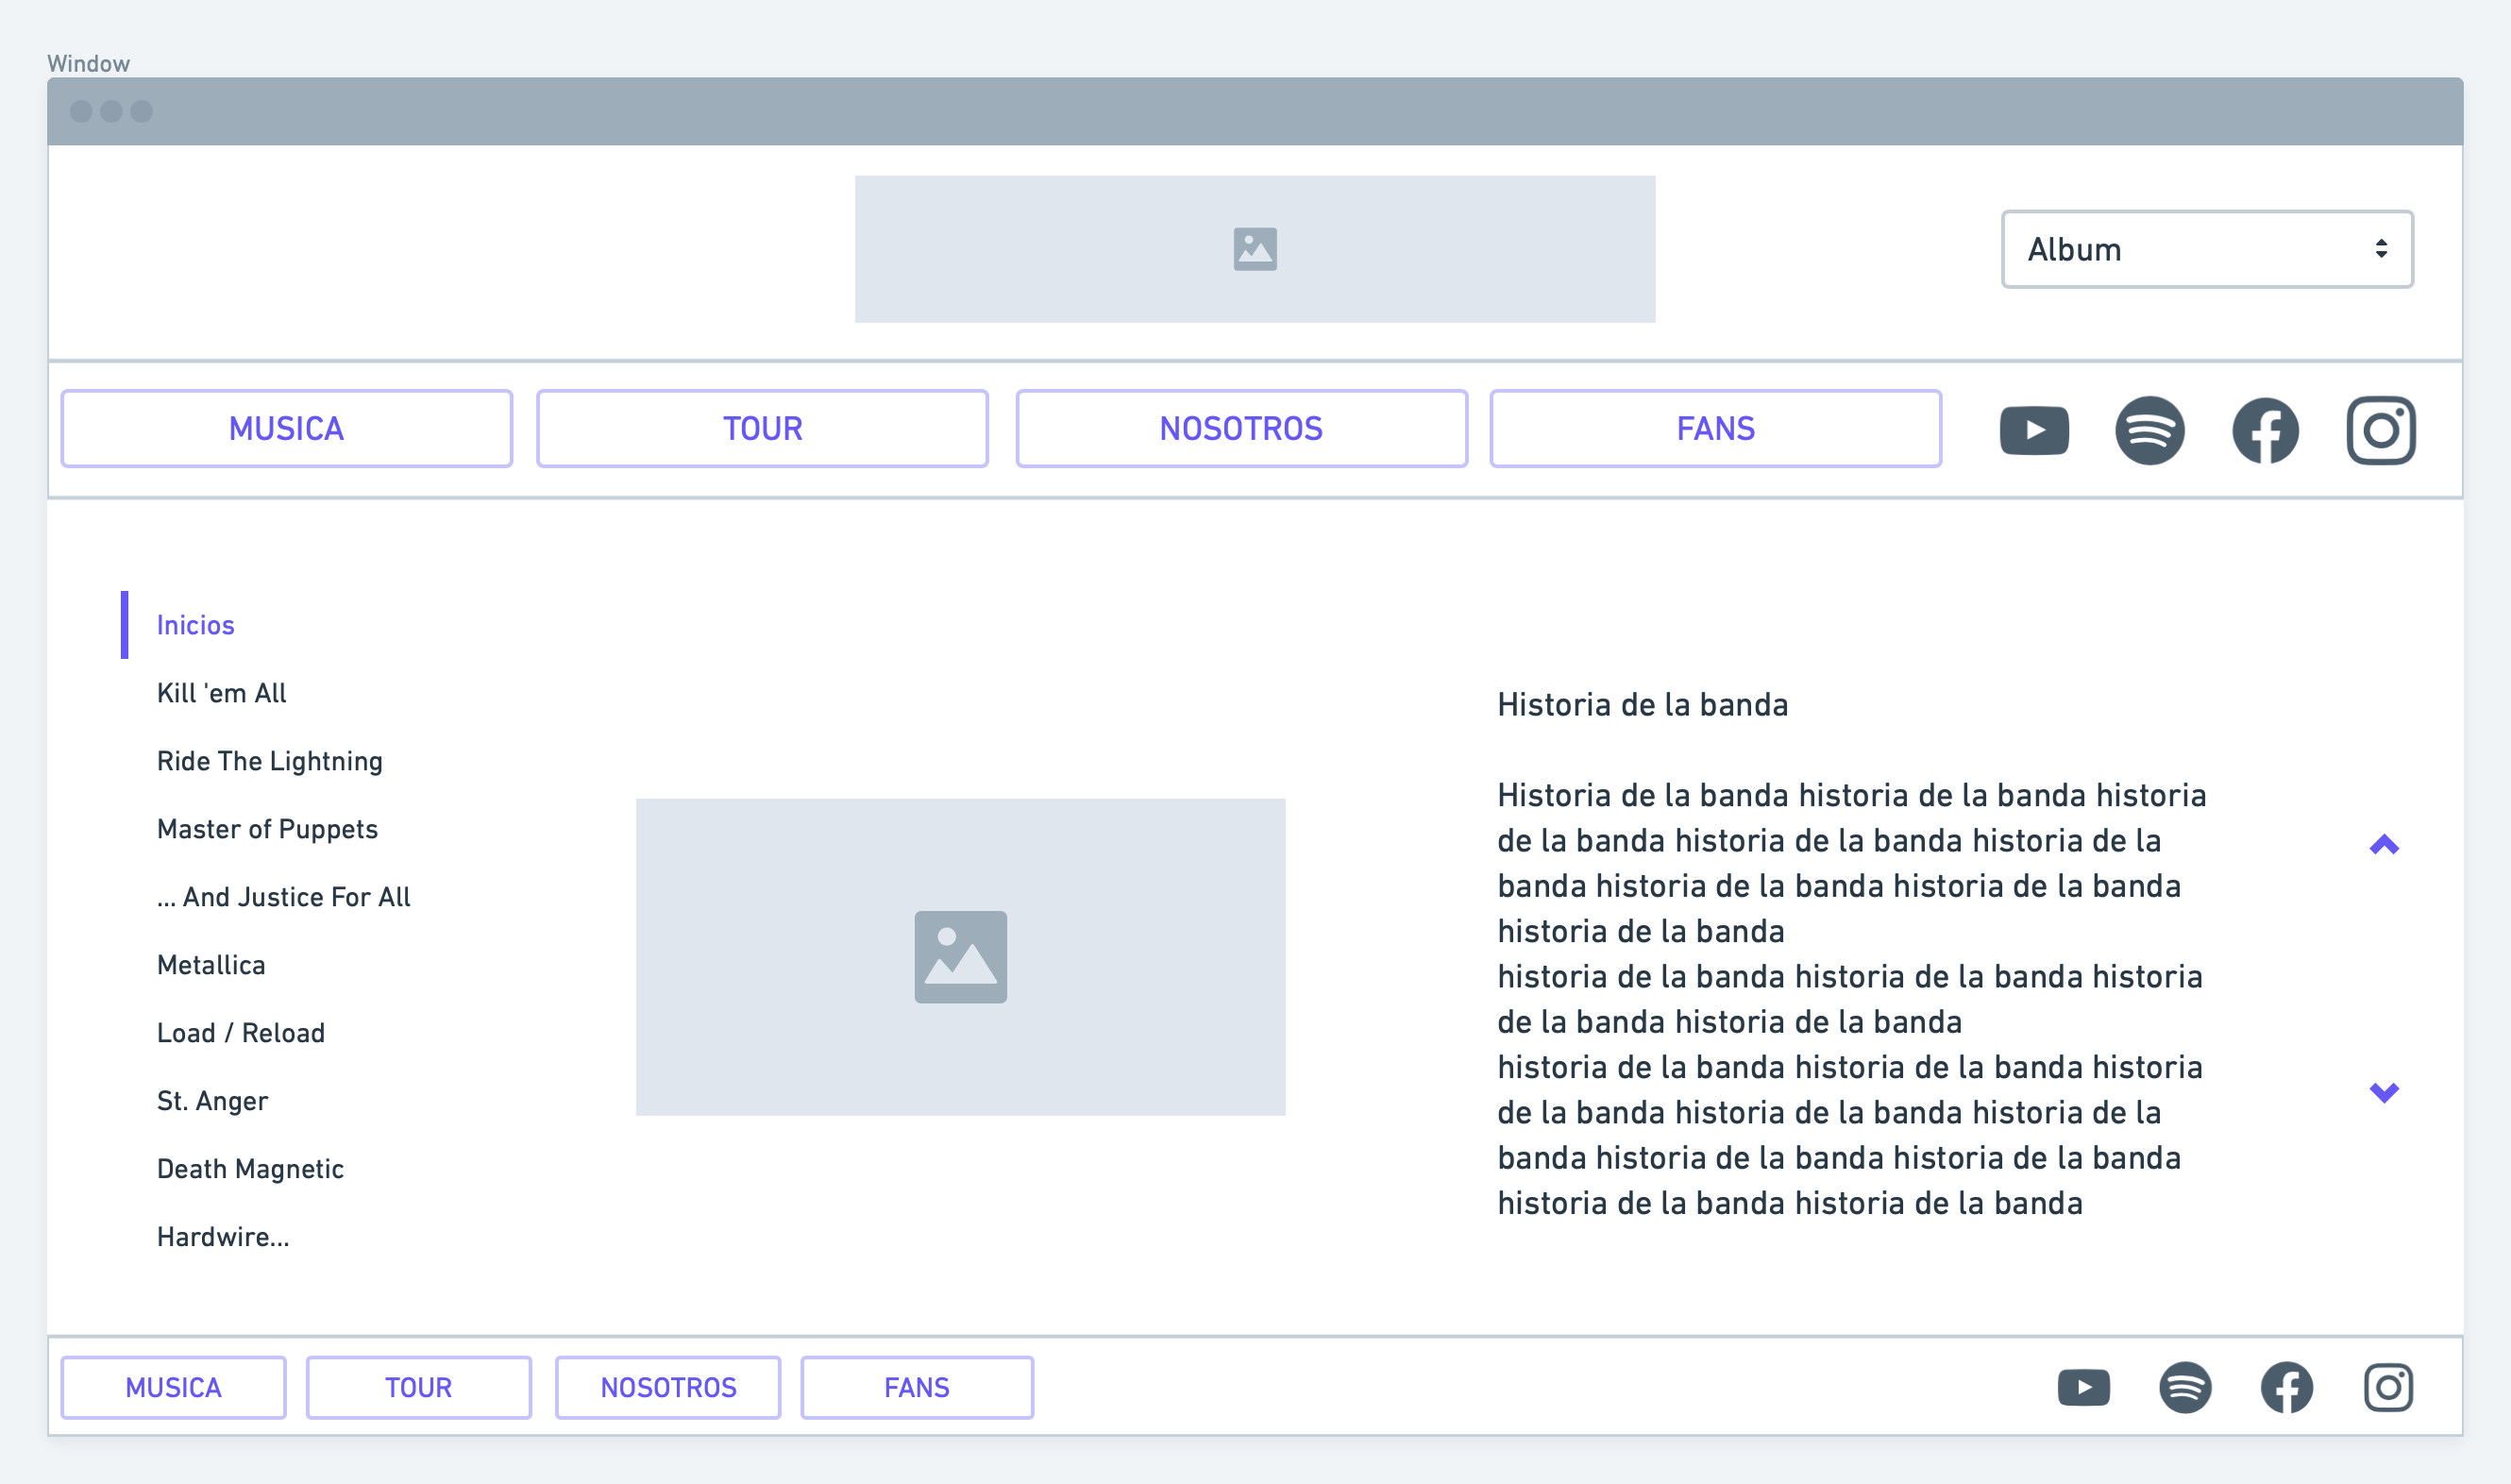 Window
Album
MUSICA
TOUR
NOSOTROS
FANS
Inicios
Kill 'em All
Ride The Lightning
Master of Puppets
... And Justice For All
Metallica
Load / Reload
St. Anger
Death Magnetic
Hardwire...
Historia de la banda
Historia de la banda historia de la banda historia
de la banda historia de la banda historia de la
banda historia de la banda historia de la banda
historia de la banda
historia de la banda historia de la banda historia
de la banda historia de la banda
historia de la banda historia de la banda historia
de la banda historia de la banda historia de la
banda historia de la banda historia de la banda
historia de la banda historia de la banda
MUSICA
TOUR
NOSOTROS
FANS